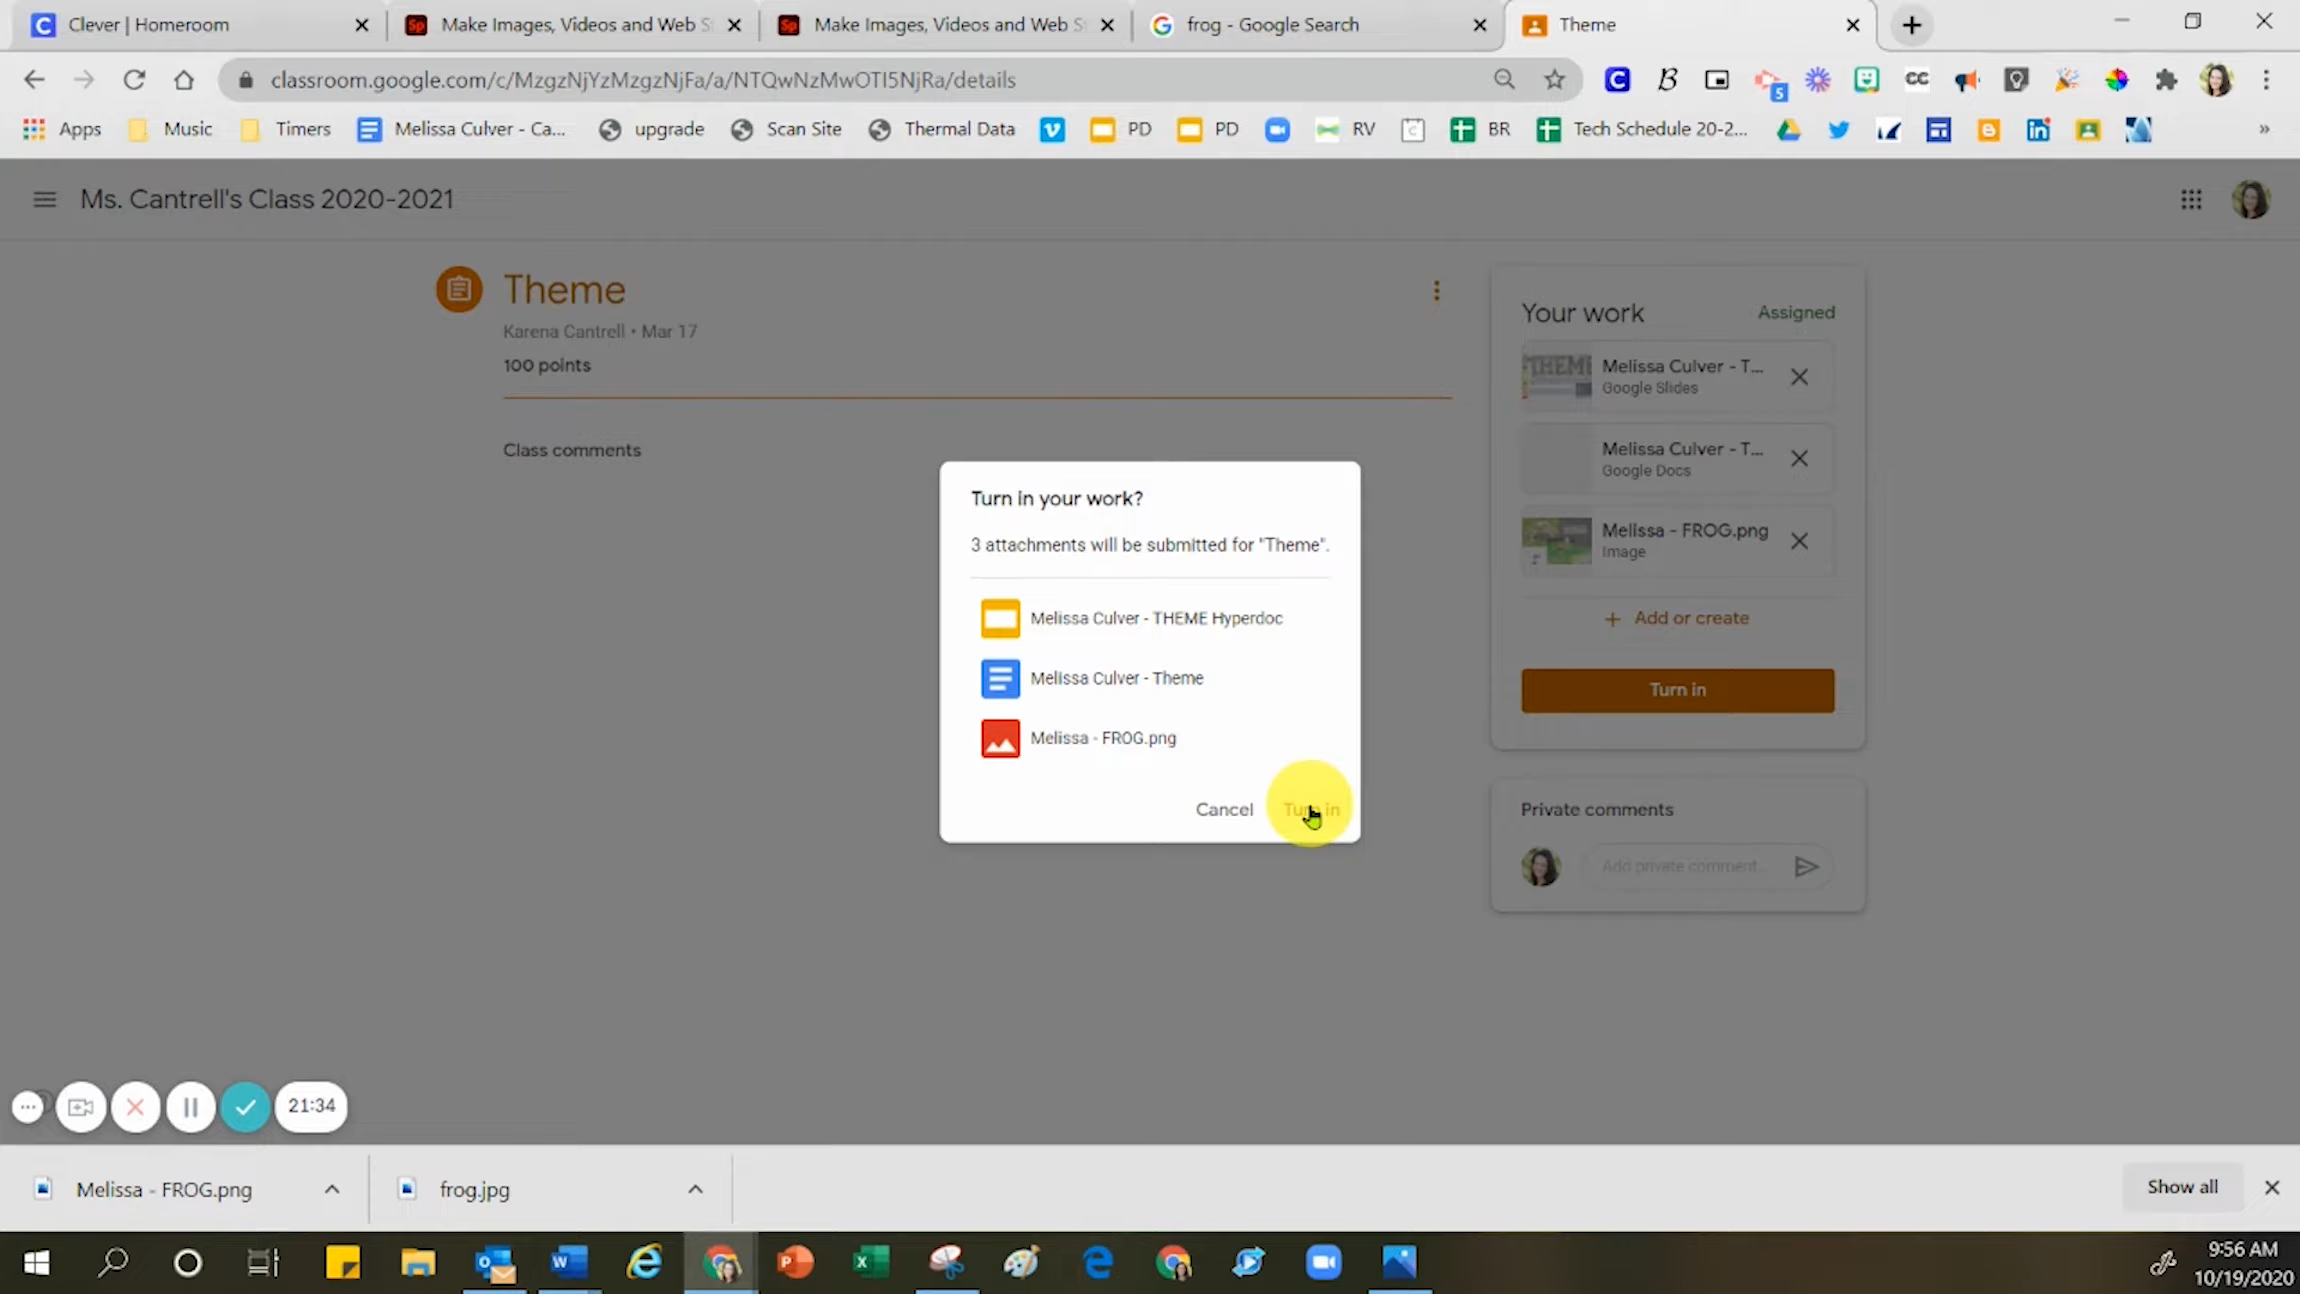 Clever | Homeroom
Make Images, Videos and Web S
Make Images, Videos and Web S
frog - Google Search
Theme
classroom.google.com/c/MzgzNjYzMzgzNjFa/a/NTQwNzMwOTI5NjRa/details
5
CC
Apps
Music
Timers
Melissa Culver - Ca...
upgrade
Scan Site
Thermal Data
PD
PD
RV
BR
Tech Schedule 20-2...
»
Ms. Cantrell's Class 2020-2021
Theme
Karena Cantrell • Mar 17
100 points
Class comments
Your work
Assigned
THEME
Melissa Culver - T...
Google Slides
Melissa Culver - T...
Google Docs
Melissa - FROG.png
Image
+ Add or create
Turn in
Private comments
Add private comment...
Turn in your work?
3 attachments will be submitted for "Theme".
Melissa Culver - THEME Hyperdoc
Melissa Culver - Theme
Melissa - FROG.png
Cancel
Turn in
21:34
Melissa - FROG.png
frog.jpg
Show all
9:56 AM
10/19/2020